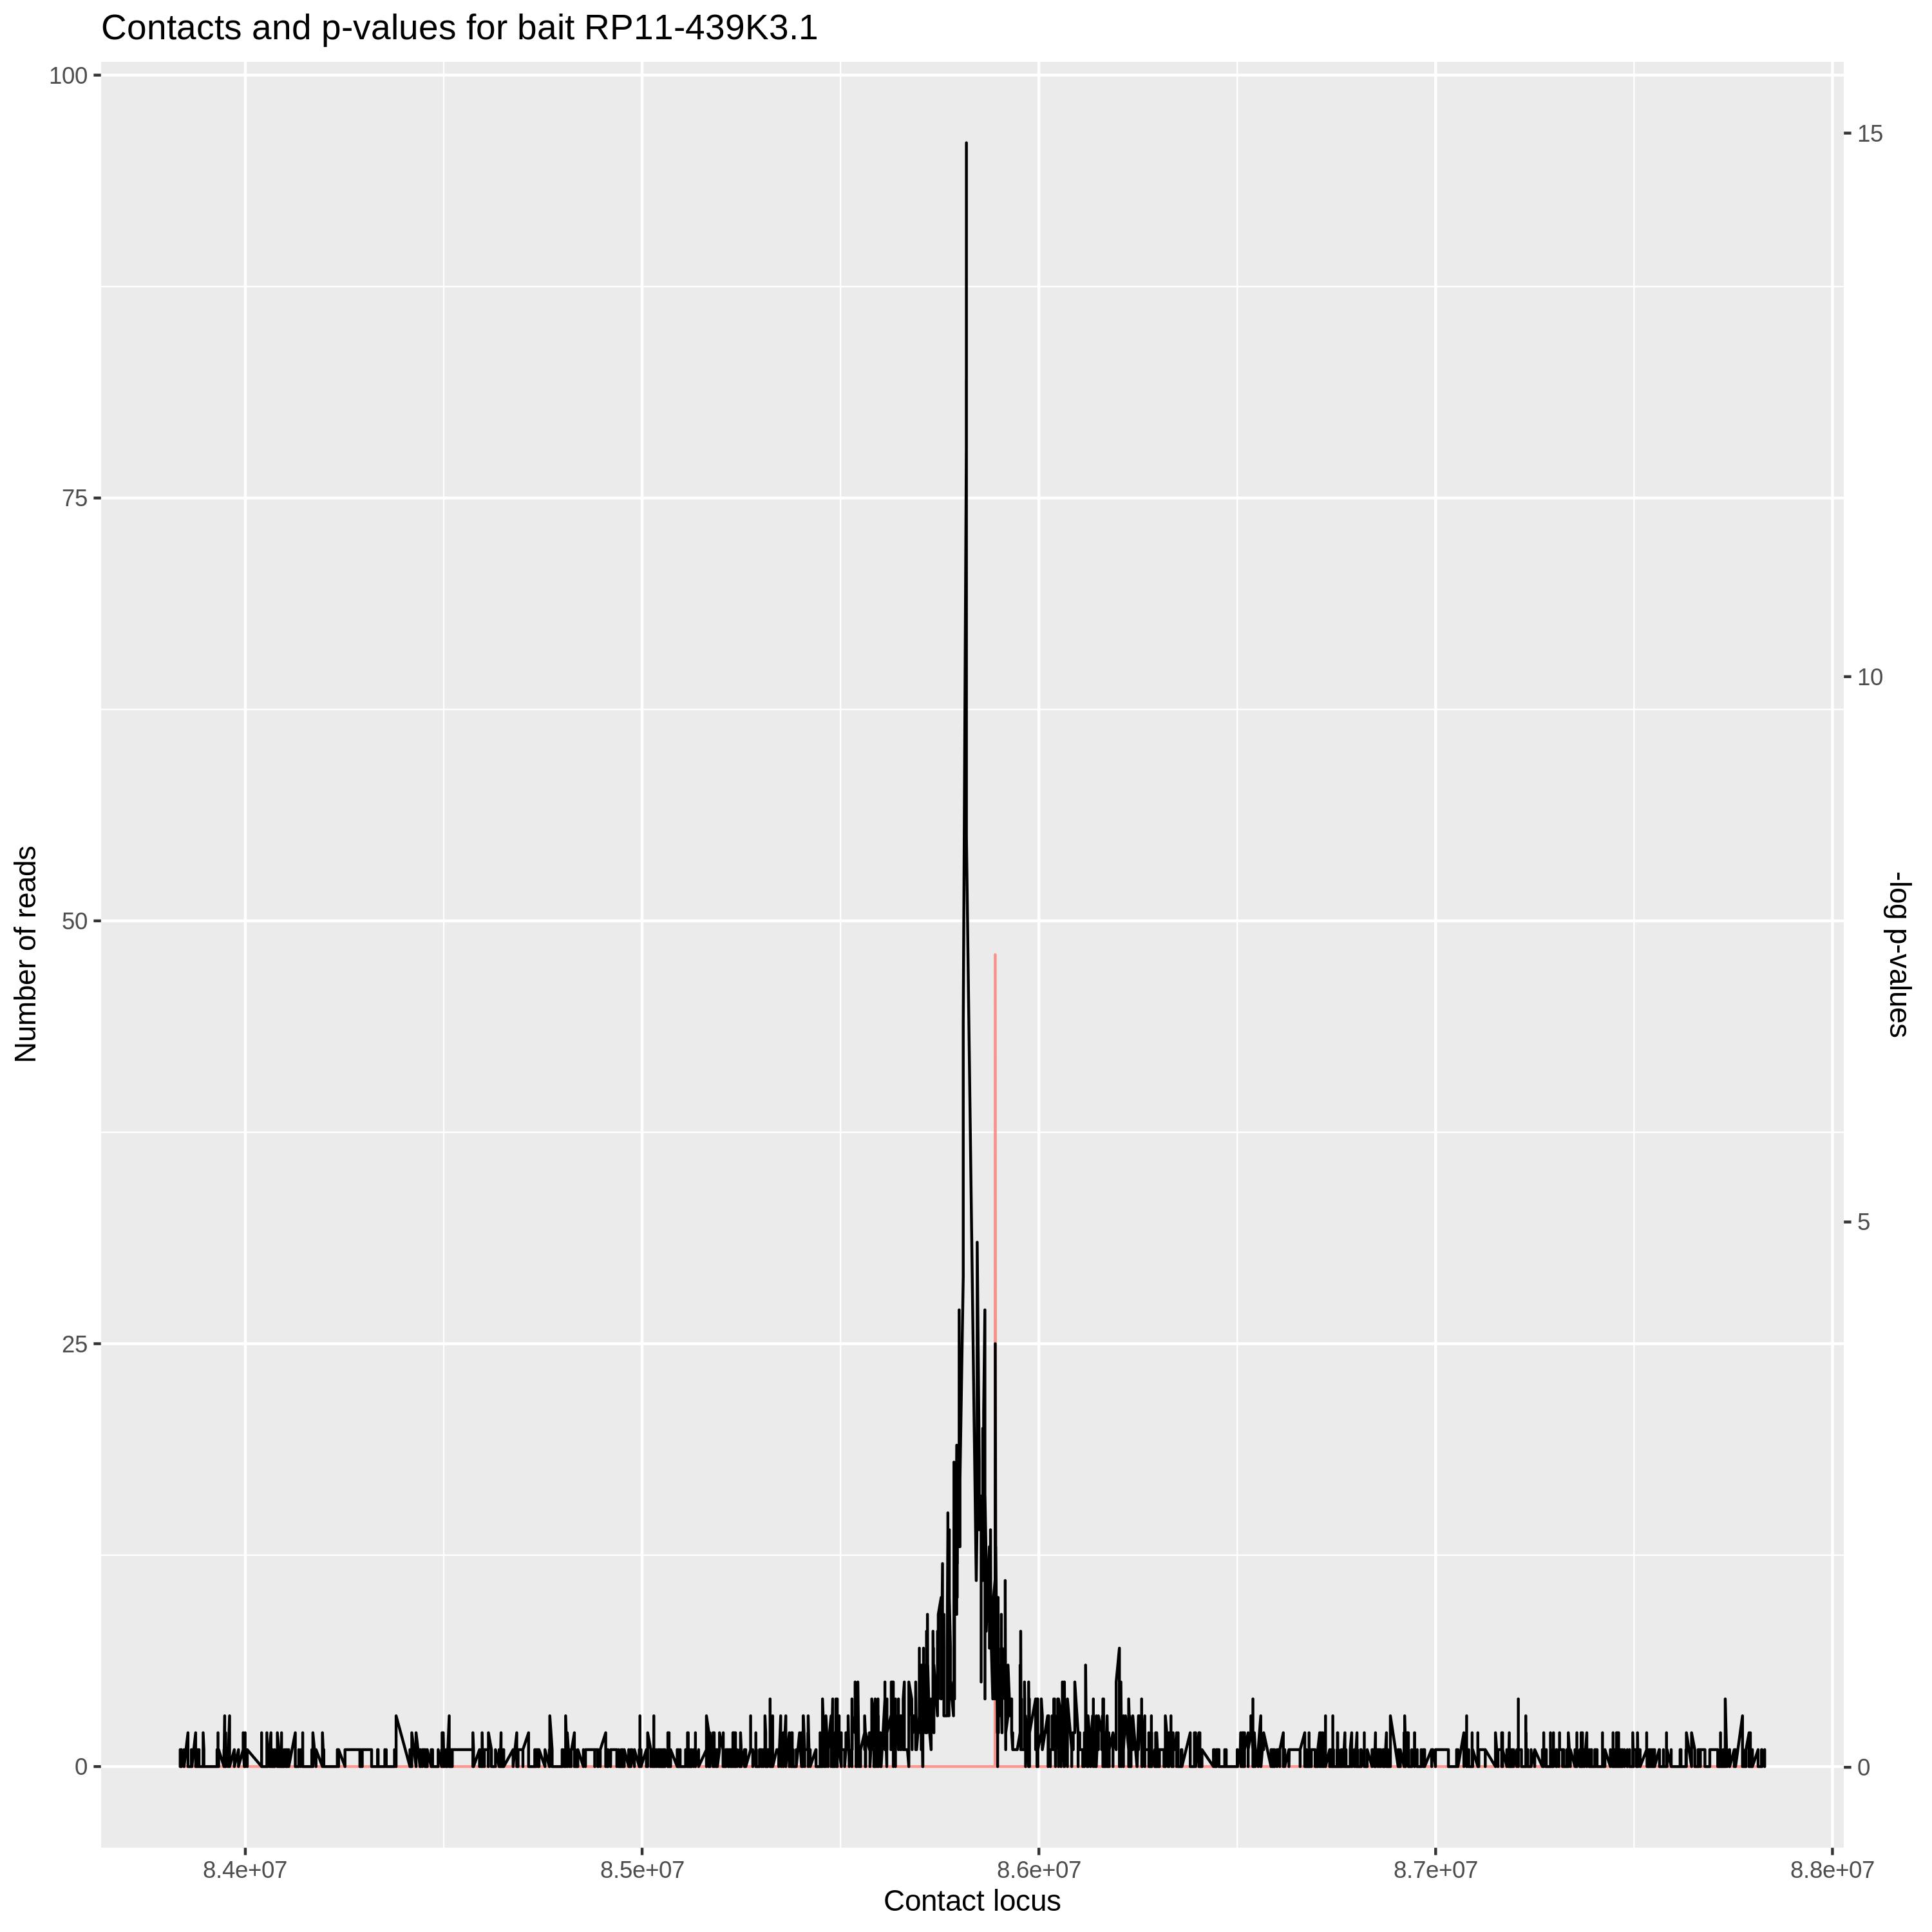 Contacts and p-values for bait RP11-439K3.1
100
75
50
25
0
Number of reads
15
10
5
0
-log p-values
8.4e+07 8.5e+07 8.6e+07 8.7e+07 8.8e+07
Contact locus